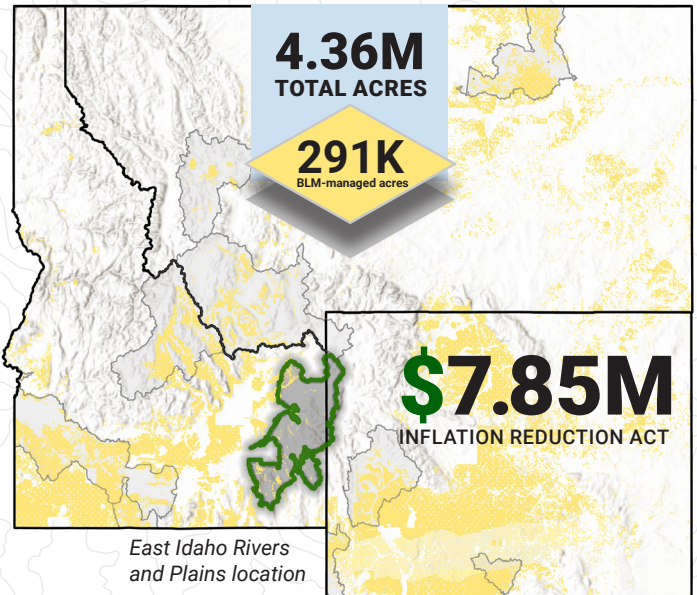 4.36M
TOTAL ACRES
291K
BLM-managed acres
$7.85M
INFLATION REDUCTION ACT
East Idaho Rivers
and Plains location